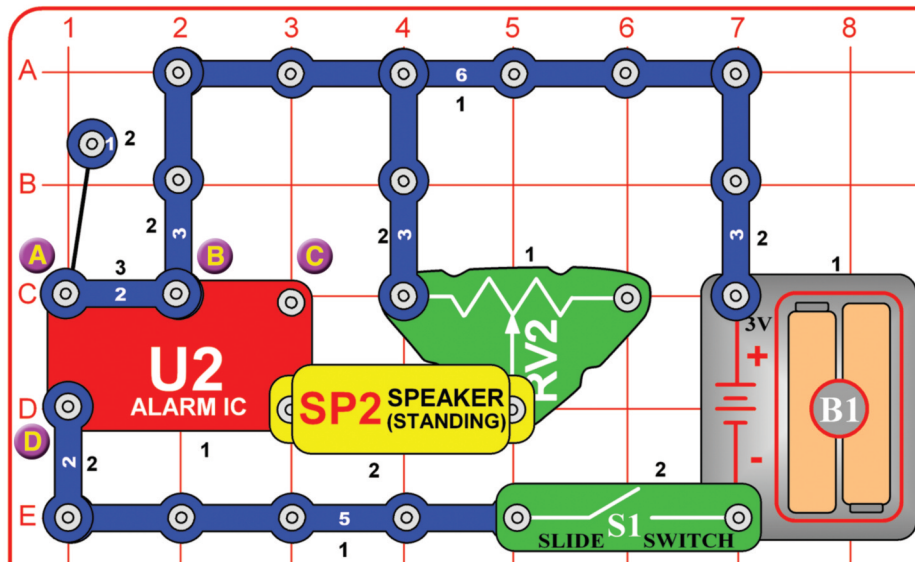 1 2 3 4 5 6 7 8
A
6
1
1 2
B
2 3
2 3
3 2
A
B
C
3
1
1
C
2
3V
+
U2
ALARM IC
RV2
D
SP2 SPEAKER
(STANDING)
B1
D
2 2
1
2
-
2
E
5
1
S1
SLIDE SWITCH